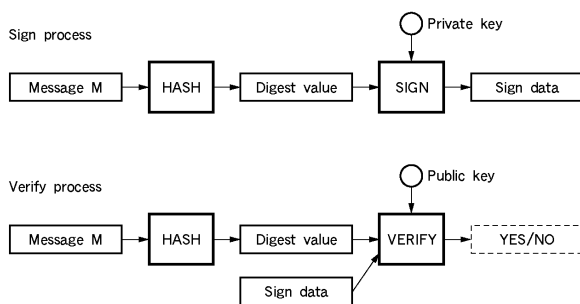 Sign process
Private key
Message M
HASH
Digest value
SIGN
Sign data
Verify process
Public key
Message M
HASH
Digest value
VERIFY
YES/NO
Sign data